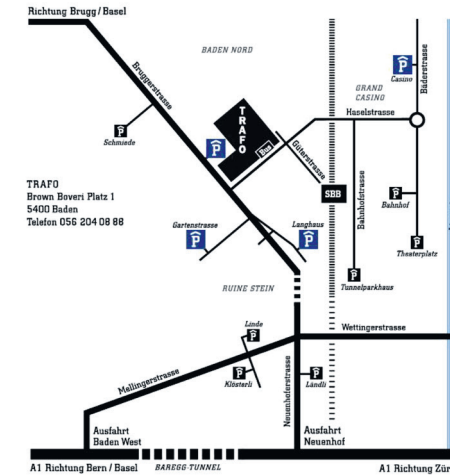 Richtung Brugg / Basel
BADEN NORD
P
Casino
Bäderstrasse
GRAND
CASINO
Bruggerstrasse
TRAFO
Haselstrasse
P
Schmiede
P
Bus
Güterstrasse
TRAFO
Brown Boveri Platz 1
5400 Baden
Telefon 056 204 08 88
SBB
Bahnhofstrasse
P
Bahnhof
Gartenstrasse
P
Langhaus
P
P
Theaterplatz
P
Tunnelparkhaus
RUINE STEIN
Linde
P
Wettingerstrasse
Mellingerstrasse
P
Klösterli
Neuenhoferstrasse
P
Ländli
Ausfahrt
Baden West
Ausfahrt
Neuenhof
A1 Richtung Bern / Basel
BAREGG-TUNNEL
A1 Richtung Zür